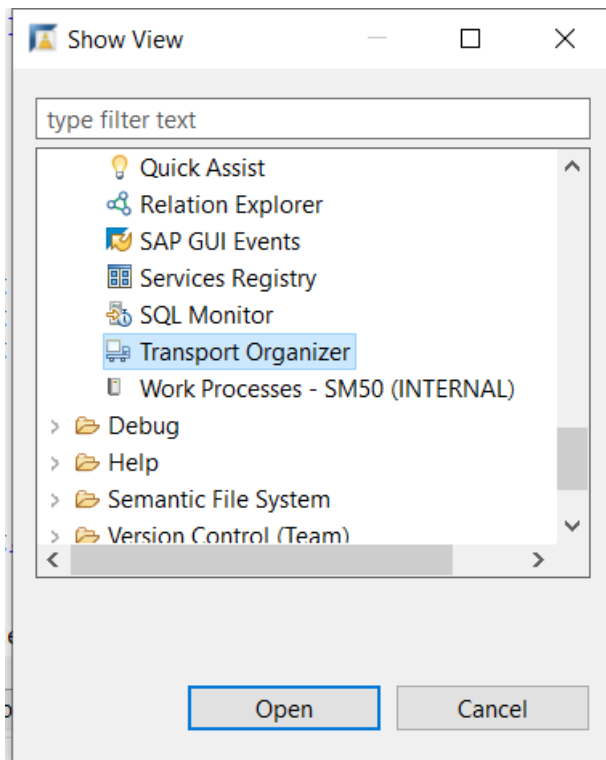 Show View
type filter text
Quick Assist
Relation Explorer
SAP GUI Events
Services Registry
SQL Monitor
Transport Organizer
Work Processes - SM50 (INTERNAL)
Debug
Help
Semantic File System
Version Control (Team)
Open
Cancel